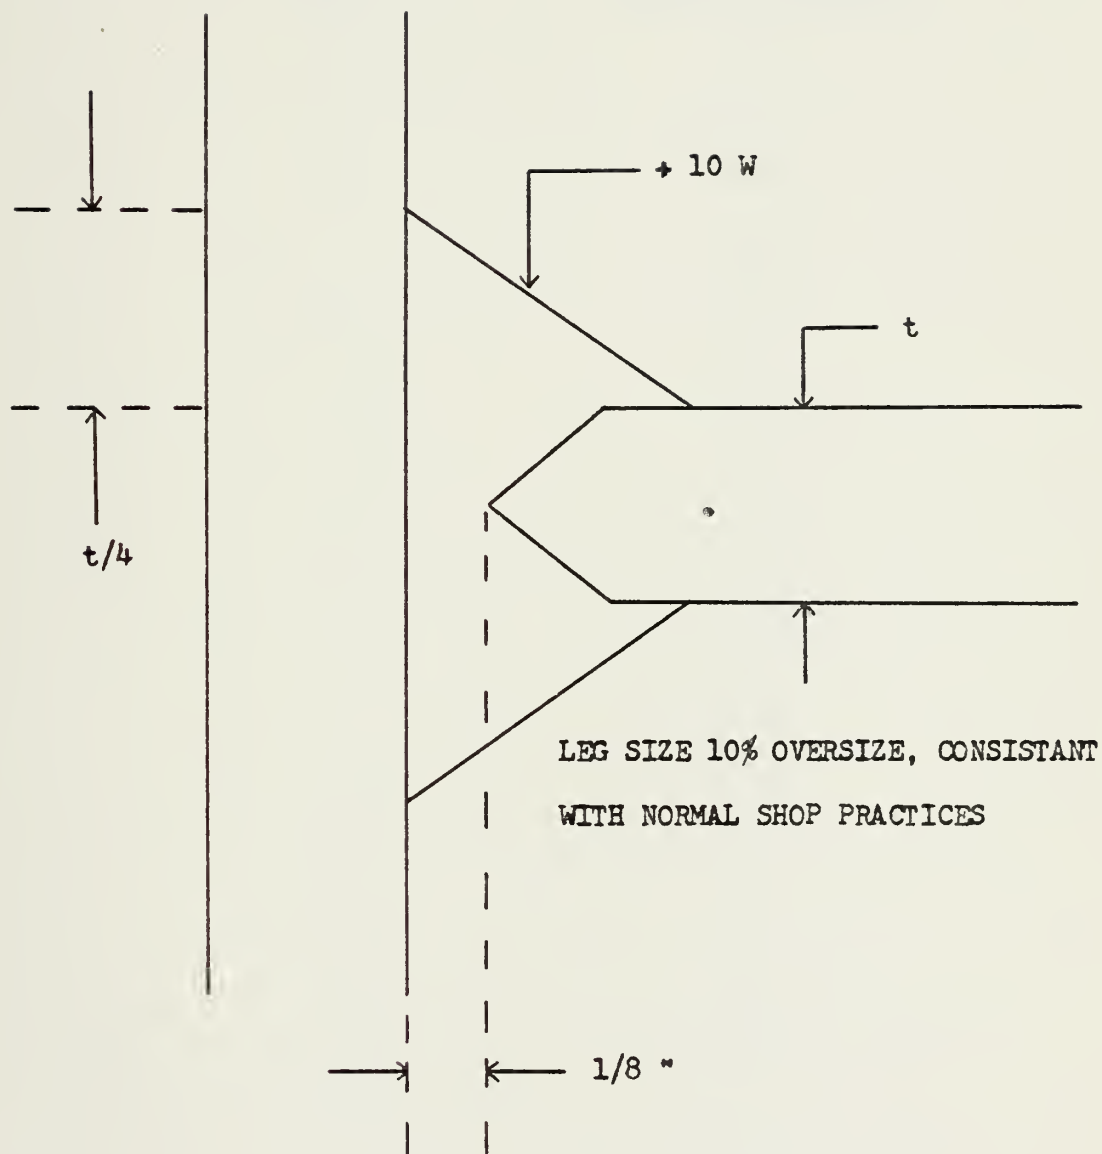 + 10 W
t
t/4
LEG SIZE 10% OVERSIZE, CONSISTANT
WITH NORMAL SHOP PRACTICES
1/8 "